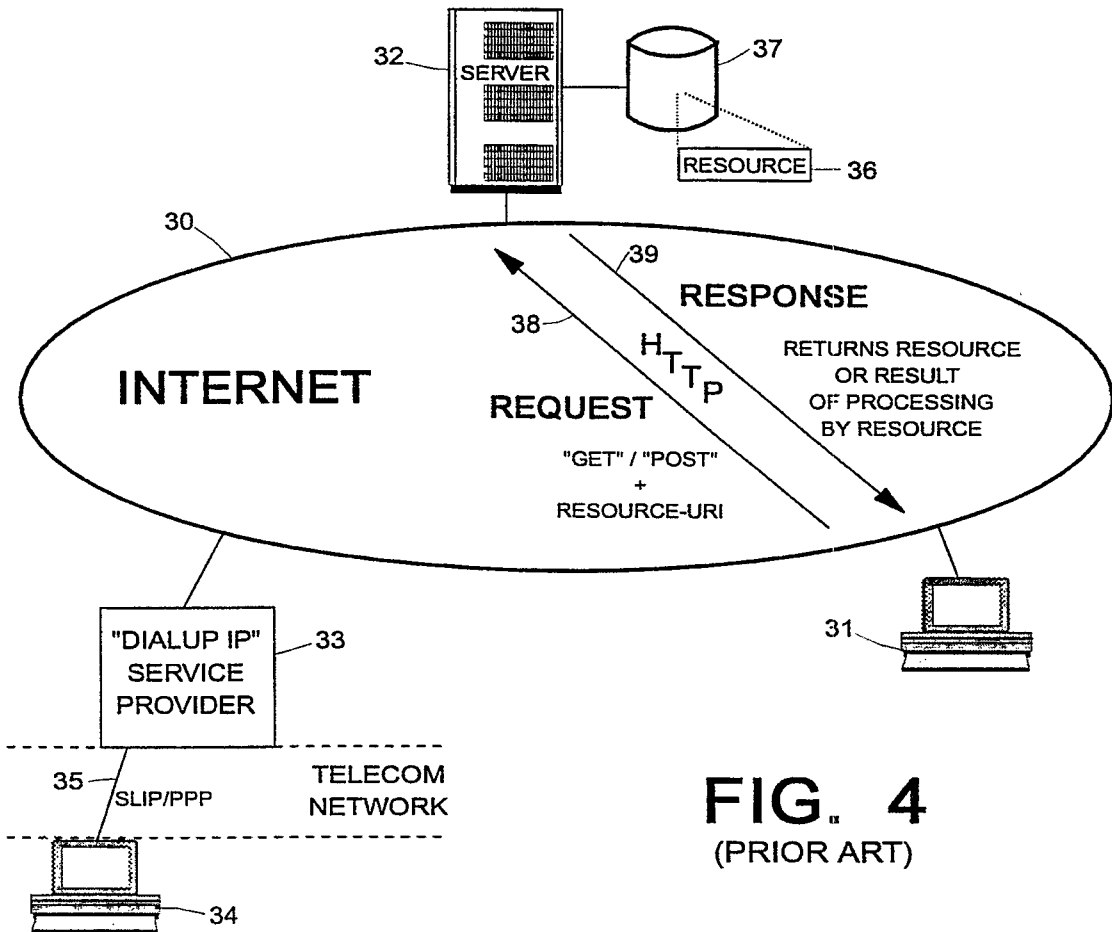 32
SERVER
37
RESOURCE
36
30
39
RESPONSE
38
HTTP
RETURNS RESOURCE
OR RESULT
OF PROCESSING
BY RESOURCE
INTERNET
REQUEST
"GET" / "POST"
+
RESOURCE-URI
"DIALUP IP"
SERVICE
PROVIDER
33
31
35
SLIP/PPP
TELECOM
NETWORK
34
FIG. 4
(PRIOR ART)